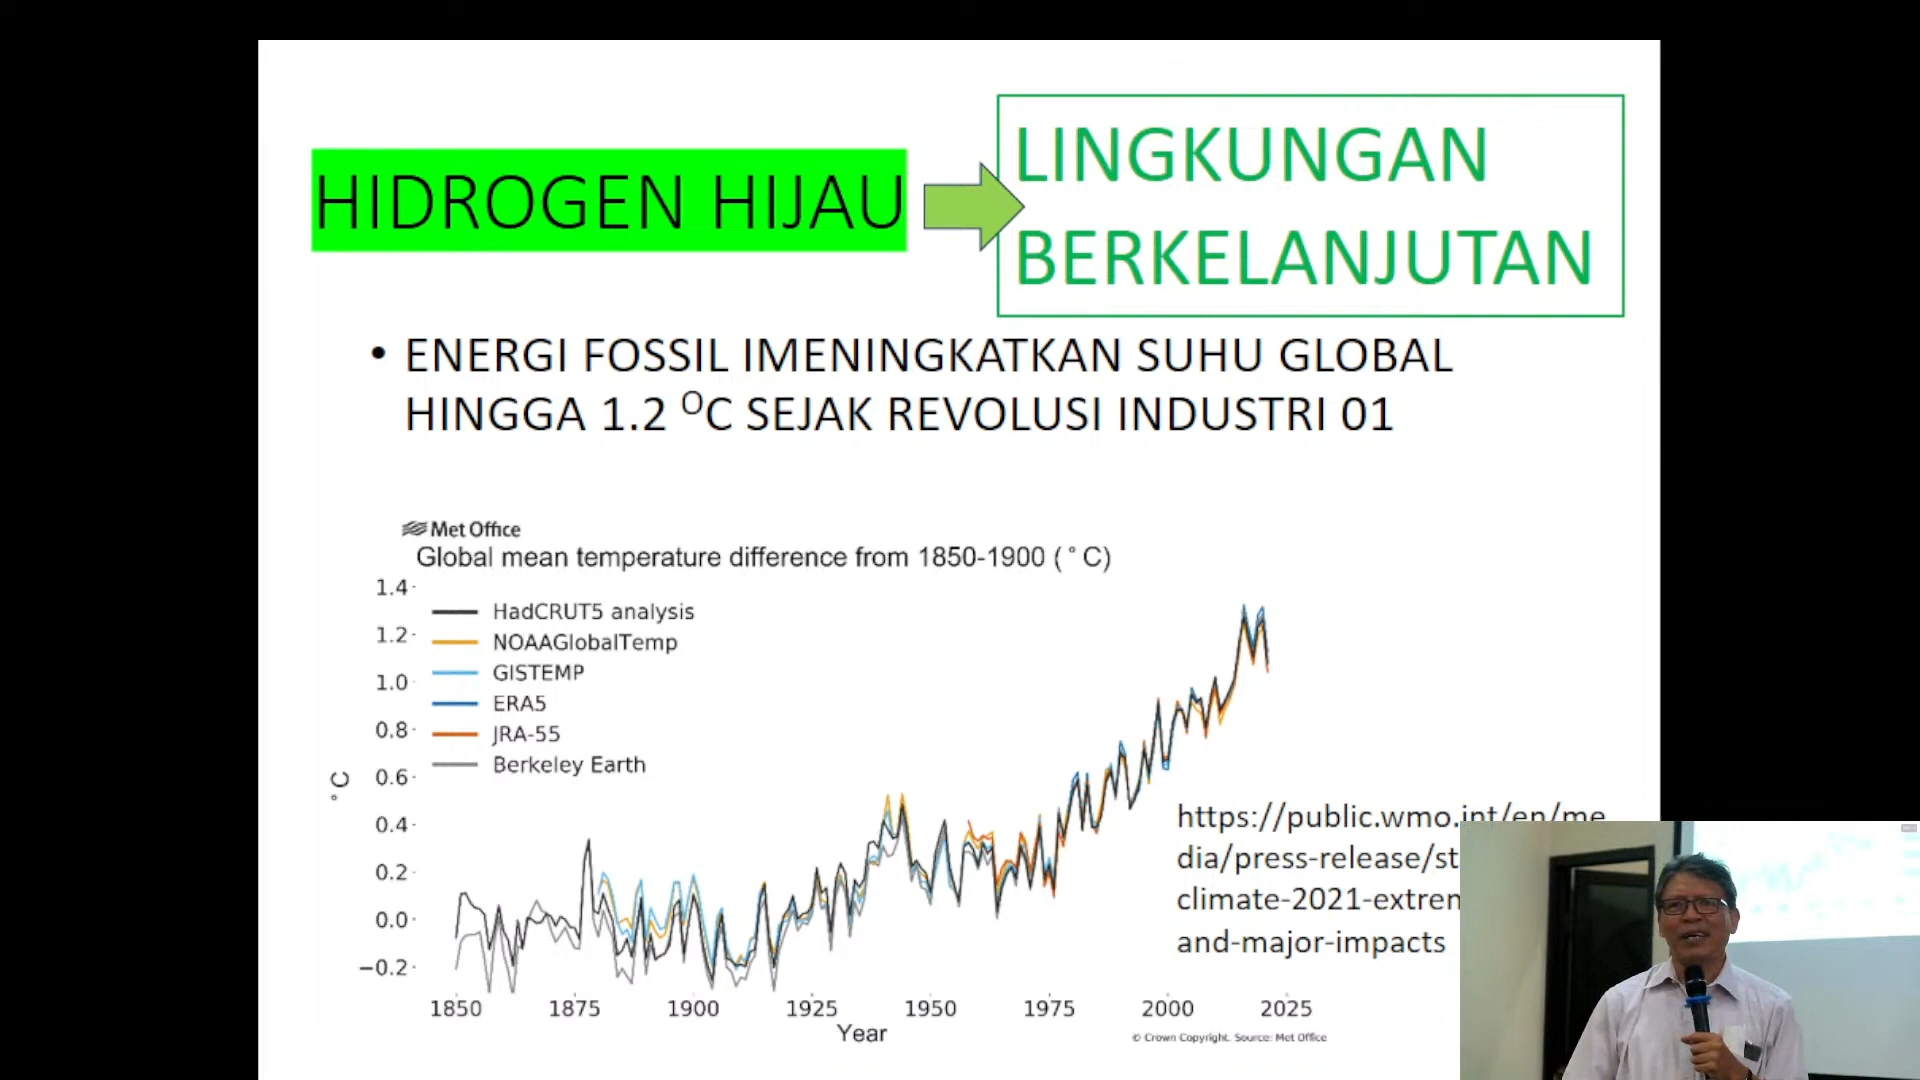 HIDROGEN HIJAU
LINGKUNGAN
BERKELANJUTAN
• ENERGI FOSSIL IMENINGKATKAN SUHU GLOBAL
HINGGA 1.2 ᴼC SEJAK REVOLUSI INDUSTRI 01
Met Office
Global mean temperature difference from 1850-1900 (°C)
1.4
1.2
1.0
0.8
0.6
0.4
0.2
0.0
−0.2
°C
HadCRUT5 analysis
NOAAGlobalTemp
GISTEMP
ERA5
JRA-55
Berkeley Earth
1850 1875 1900 1925 1950 1975 2000 2025
Year
© Crown Copyright. Source: Met Office
https://public.wmo.int/en/me
dia/press-release/st
climate-2021-extrem
and-major-impacts